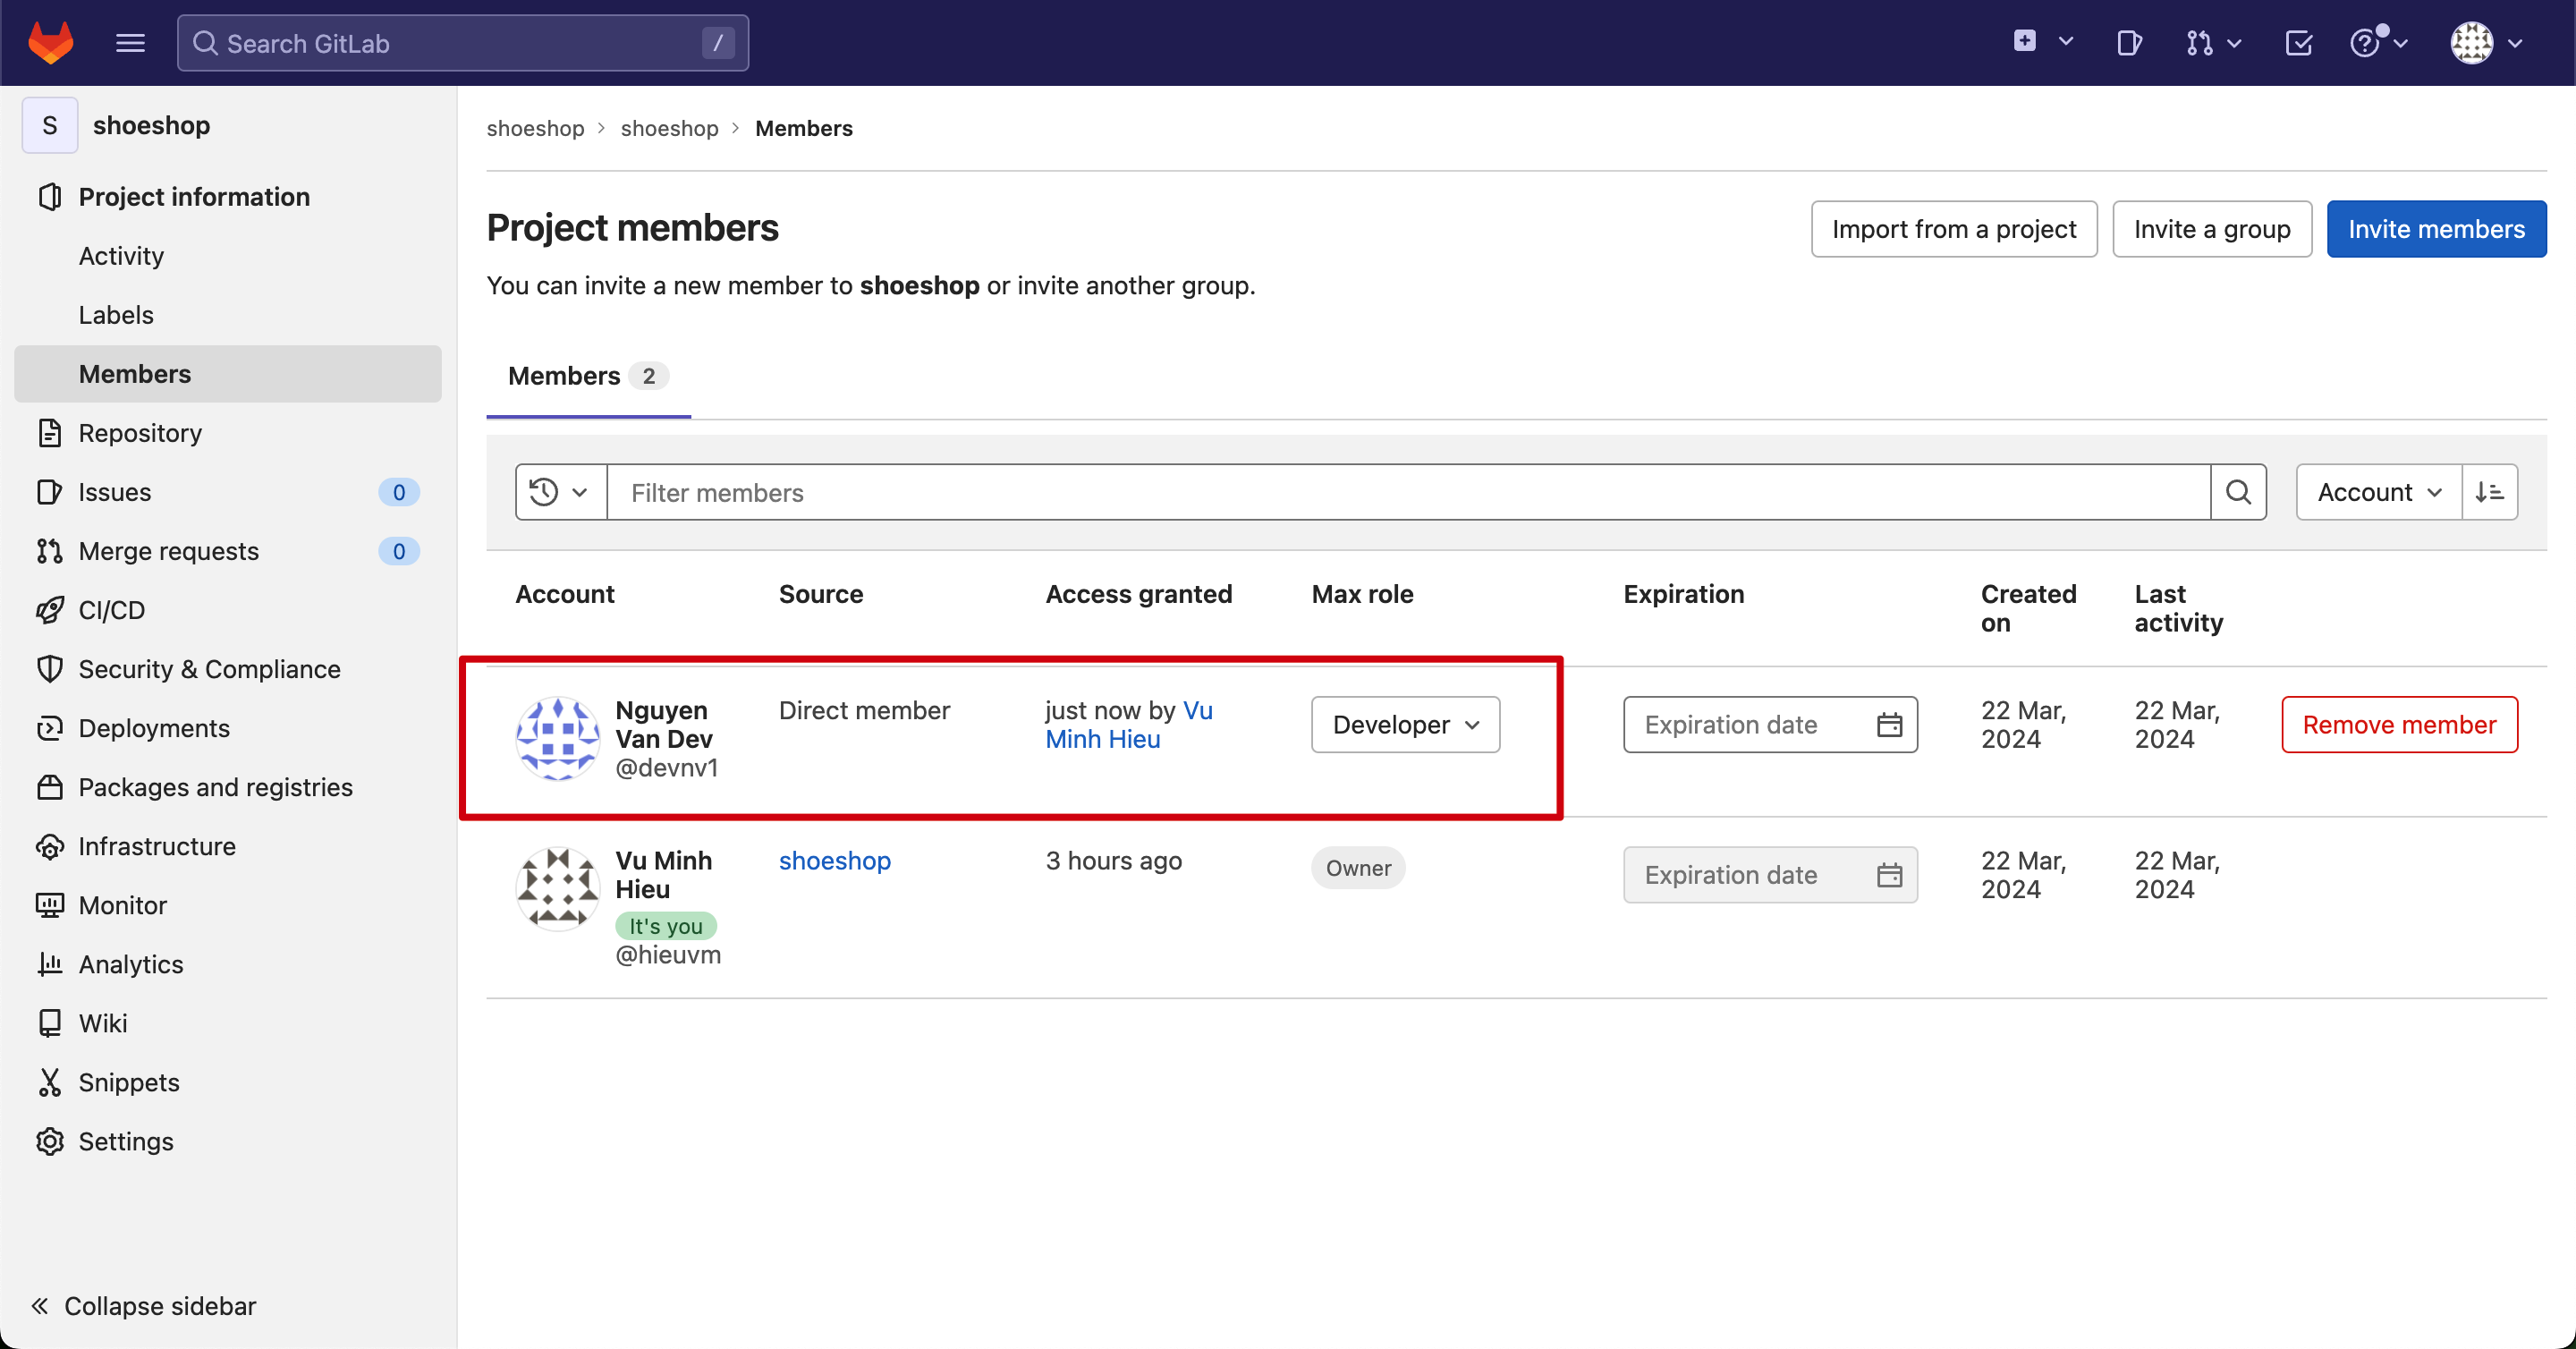 Search GitLab /
S shoeshop
Project information
Activity
Labels
Members
Repository
Issues 0
Merge requests 0
CI/CD
Security & Compliance
Deployments
Packages and registries
Infrastructure
Monitor
Analytics
Wiki
Snippets
Settings
Collapse sidebar
shoeshop shoeshop Members
Project members
Import from a project Invite a group Invite members
You can invite a new member to shoeshop or invite another group.
Members 2
Filter members Account
Account Source Access granted Max role Expiration Created on Last activity
Nguyen Van Dev @devnv1 Direct member just now by Vu Minh Hieu Developer Expiration date 22 Mar, 2024 22 Mar, 2024 Remove member
Vu Minh Hieu It's you @hieuvm shoeshop 3 hours ago Owner Expiration date 22 Mar, 2024 22 Mar, 2024